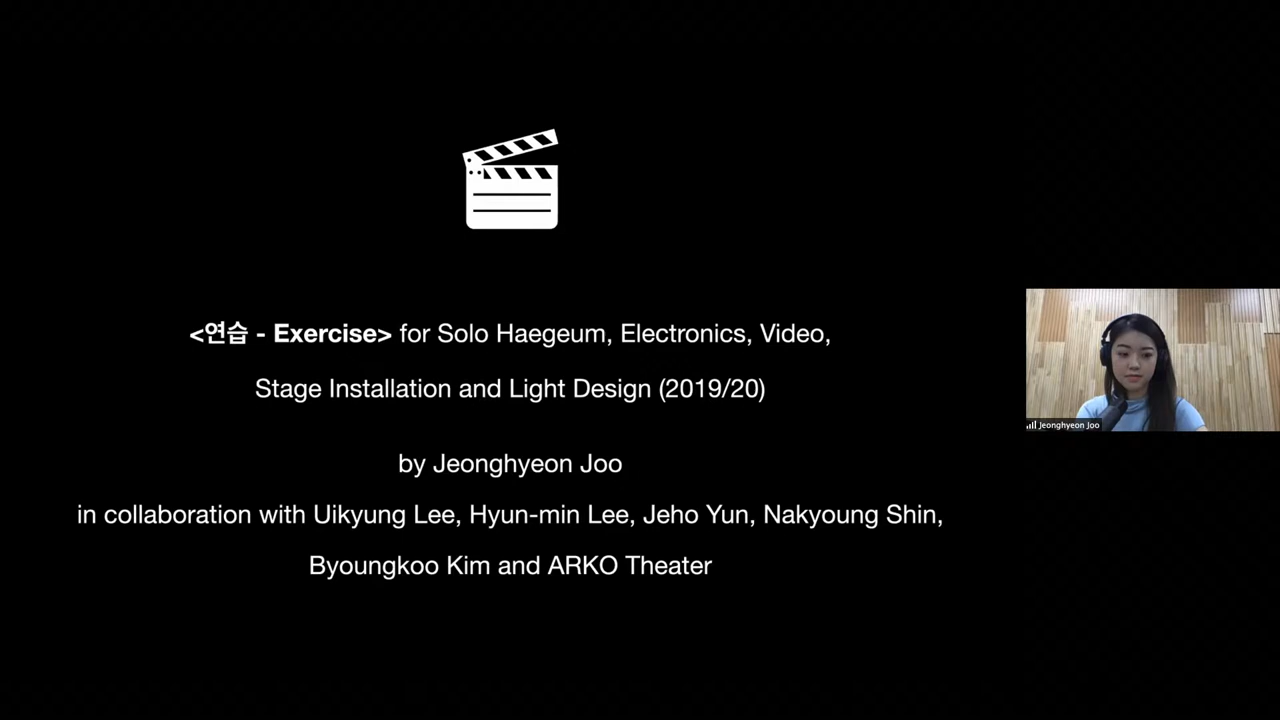 <연습 - Exercise> for Solo Haegeum, Electronics, Video,
Stage Installation and Light Design (2019/20)
by Jeonghyeon Joo
in collaboration with Uikyung Lee, Hyun-min Lee, Jeho Yun, Nakyoung Shin,
Byoungkoo Kim and ARKO Theater
Jeonghyeon Joo